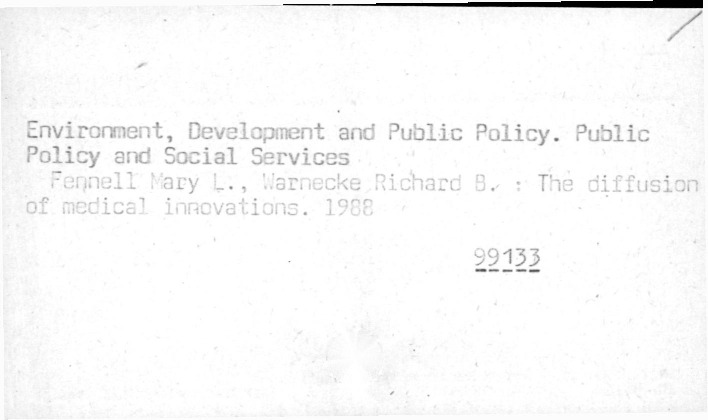 Environment, Development and Public Policy. Public
Policy and Social Services
Fennell Mary L., Warnecke Richard B. : The diffusion
of medical innovations. 1988
99133